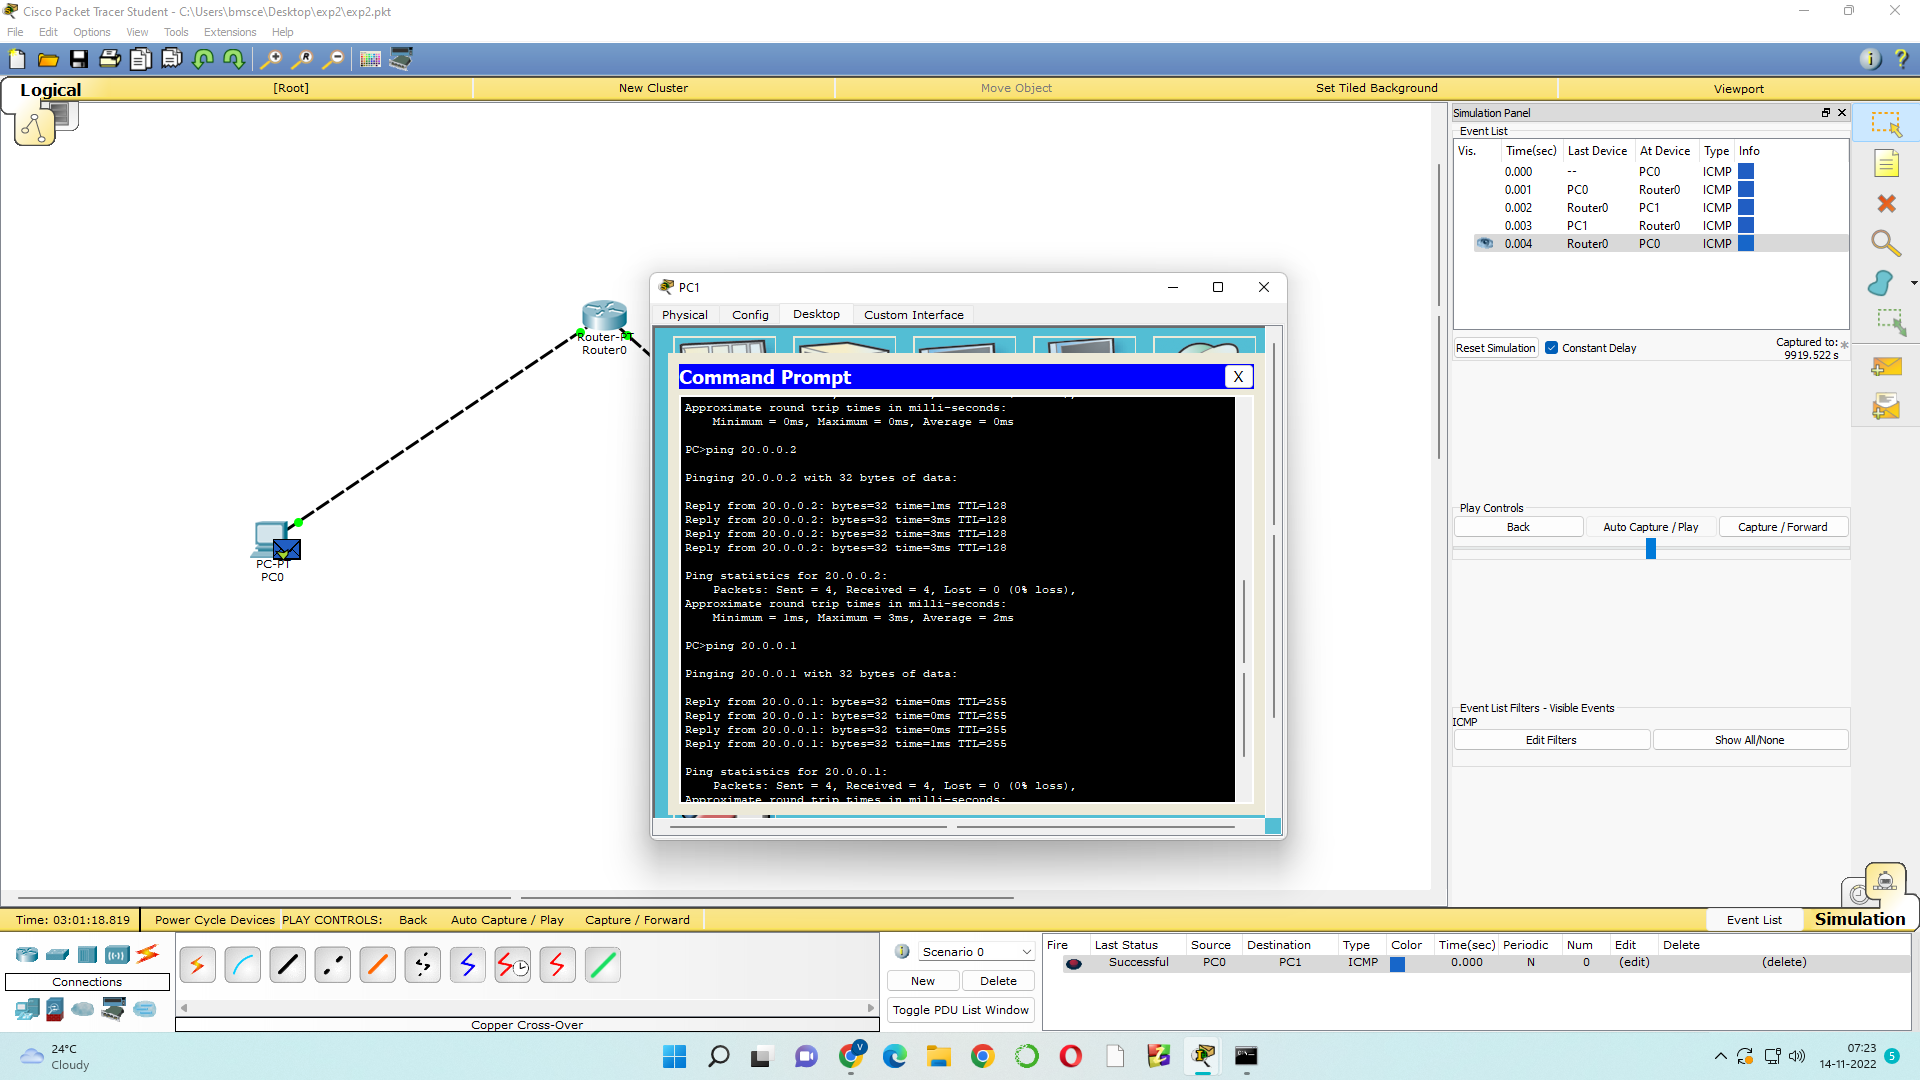 Cisco Packet Tracer Student - C:\Users\bmsce\Desktop\exp2\exp2.pkt
File Edit Options View Tools Extensions Help
Logical [Root] New Cluster Move Object Set Tiled Background Viewport
Simulation Panel
Event List
Vis. Time(sec) Last Device At Device Type Info
0.000 -- PC0 ICMP
0.001 PC0 Router0 ICMP
0.002 Router0 PC1 ICMP
0.003 PC1 Router0 ICMP
0.004 Router0 PC0 ICMP
Reset Simulation Constant Delay Captured to:
9919.522 s
Play Controls
Back Auto Capture / Play Capture / Forward
Event List Filters - Visible Events
ICMP
Edit Filters Show All/None
Router-PT
Router0
PC-PT
PC0
PC1
Physical Config Desktop Custom Interface
Command Prompt X
Approximate round trip times in milli-seconds:
Minimum = 0ms, Maximum = 0ms, Average = 0ms
PC>ping 20.0.0.2
Pinging 20.0.0.2 with 32 bytes of data:
Reply from 20.0.0.2: bytes=32 time=1ms TTL=128
Reply from 20.0.0.2: bytes=32 time=3ms TTL=128
Reply from 20.0.0.2: bytes=32 time=3ms TTL=128
Reply from 20.0.0.2: bytes=32 time=3ms TTL=128
Ping statistics for 20.0.0.2:
Packets: Sent = 4, Received = 4, Lost = 0 (0% loss),
Approximate round trip times in milli-seconds:
Minimum = 1ms, Maximum = 3ms, Average = 2ms
PC>ping 20.0.0.1
Pinging 20.0.0.1 with 32 bytes of data:
Reply from 20.0.0.1: bytes=32 time=0ms TTL=255
Reply from 20.0.0.1: bytes=32 time=0ms TTL=255
Reply from 20.0.0.1: bytes=32 time=0ms TTL=255
Reply from 20.0.0.1: bytes=32 time=1ms TTL=255
Ping statistics for 20.0.0.1:
Packets: Sent = 4, Received = 4, Lost = 0 (0% loss),
Approximate round trip times in milli-seconds:
Time: 03:01:18.819 Power Cycle Devices PLAY CONTROLS: Back Auto Capture / Play Capture / Forward Event List Simulation
Connections
Copper Cross-Over
Scenario 0
New Delete
Toggle PDU List Window
Fire Last Status Source Destination Type Color Time(sec) Periodic Num Edit Delete
Successful PC0 PC1 ICMP 0.000 N 0 (edit) (delete)
24°C
Cloudy
V
07:23
14-11-2022
5